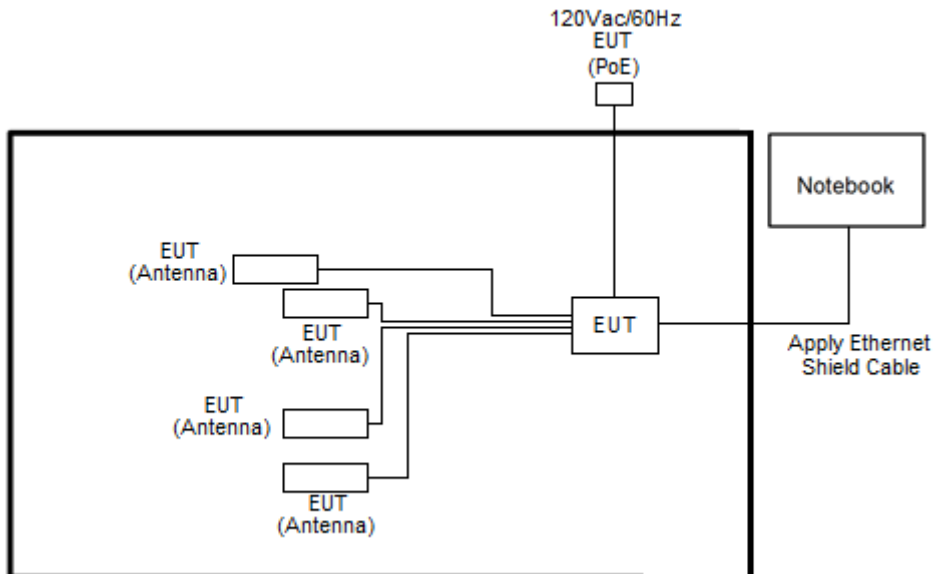 120Vac/60Hz
EUT
(PoE)
Notebook
EUT
(Antenna)
EUT
(Antenna)
EUT
Apply Ethernet
Shield Cable
EUT
(Antenna)
EUT
(Antenna)